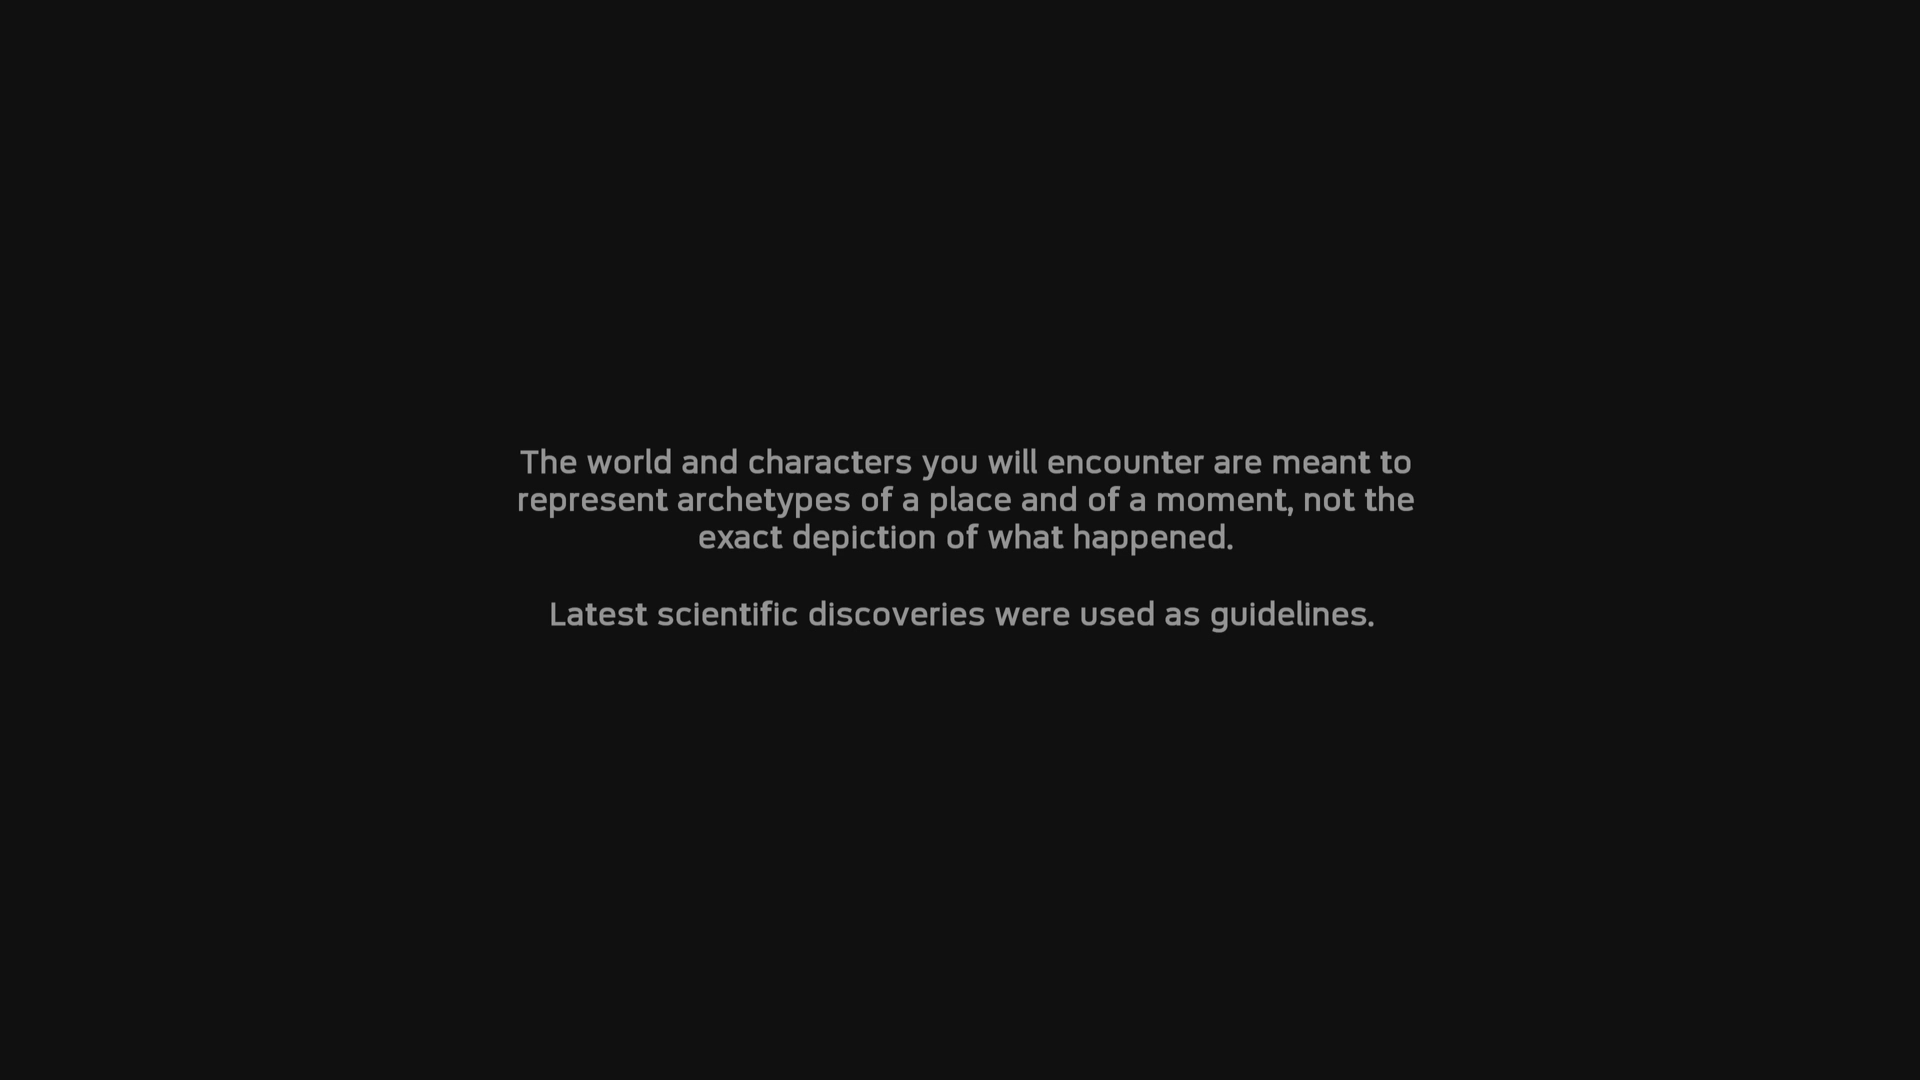 The world and characters you will encounter are meant to
represent archetypes of a place and of a moment, not the
exact depiction of what happened.
Latest scientific discoveries were used as guidelines.